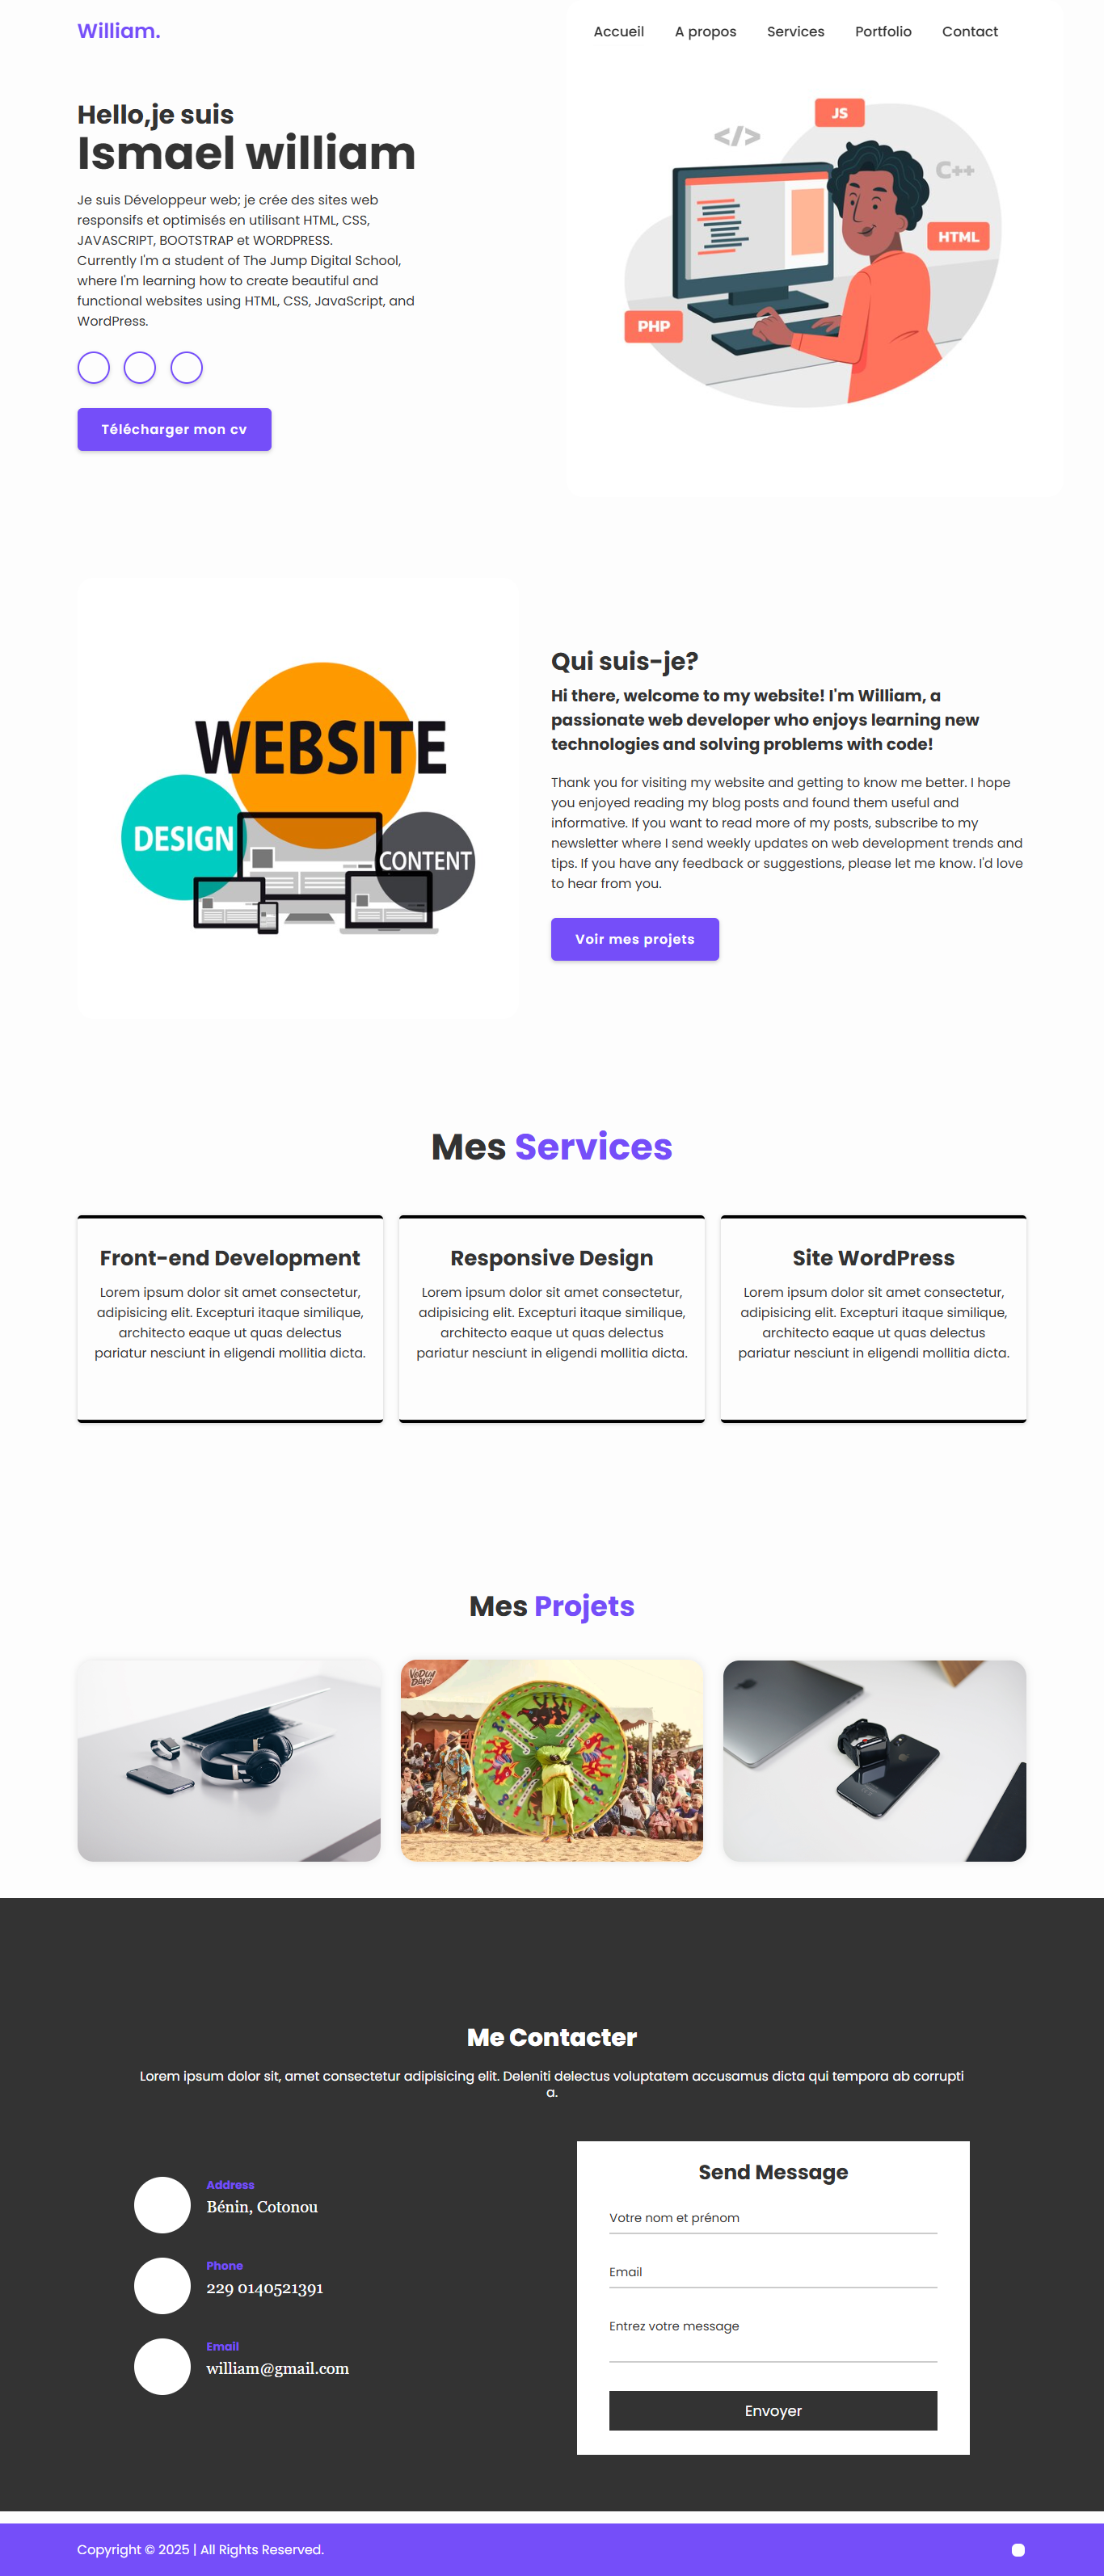 William.
Accueil
A propos
Services
Portfolio
Contact
Hello,je suis
Ismael william
Je suis Développeur web; je crée des sites web
responsifs et optimisés en utilisant HTML, CSS,
JAVASCRIPT, BOOTSTRAP et WORDPRESS.
Currently I'm a student of The Jump Digital School,
where I'm learning how to create beautiful and
functional websites using HTML, CSS, JavaScript, and
WordPress.
Télécharger mon cv
JS
</>
C++
HTML
PHP
WEBSITE
DESIGN
CONTENT
Qui suis-je?
Hi there, welcome to my website! I'm William, a
passionate web developer who enjoys learning new
technologies and solving problems with code!
Thank you for visiting my website and getting to know me better. I hope
you enjoyed reading my blog posts and found them useful and
informative. If you want to read more of my posts, subscribe to my
newsletter where I send weekly updates on web development trends and
tips. If you have any feedback or suggestions, please let me know. I'd love
to hear from you.
Voir mes projets
Mes Services
Front-end Development
Lorem ipsum dolor sit amet consectetur,
adipisicing elit. Excepturi itaque similique,
architecto eaque ut quas delectus
pariatur nesciunt in eligendi mollitia dicta.
Responsive Design
Lorem ipsum dolor sit amet consectetur,
adipisicing elit. Excepturi itaque similique,
architecto eaque ut quas delectus
pariatur nesciunt in eligendi mollitia dicta.
Site WordPress
Lorem ipsum dolor sit amet consectetur,
adipisicing elit. Excepturi itaque similique,
architecto eaque ut quas delectus
pariatur nesciunt in eligendi mollitia dicta.
Mes Projets
VODUN
DAYS
Me Contacter
Lorem ipsum dolor sit, amet consectetur adipisicing elit. Deleniti delectus voluptatem accusamus dicta qui tempora ab corrupti
a.
Address
Bénin, Cotonou
Phone
229 0140521391
Email
william@gmail.com
Send Message
Votre nom et prénom
Email
Entrez votre message
Envoyer
Copyright © 2025 | All Rights Reserved.